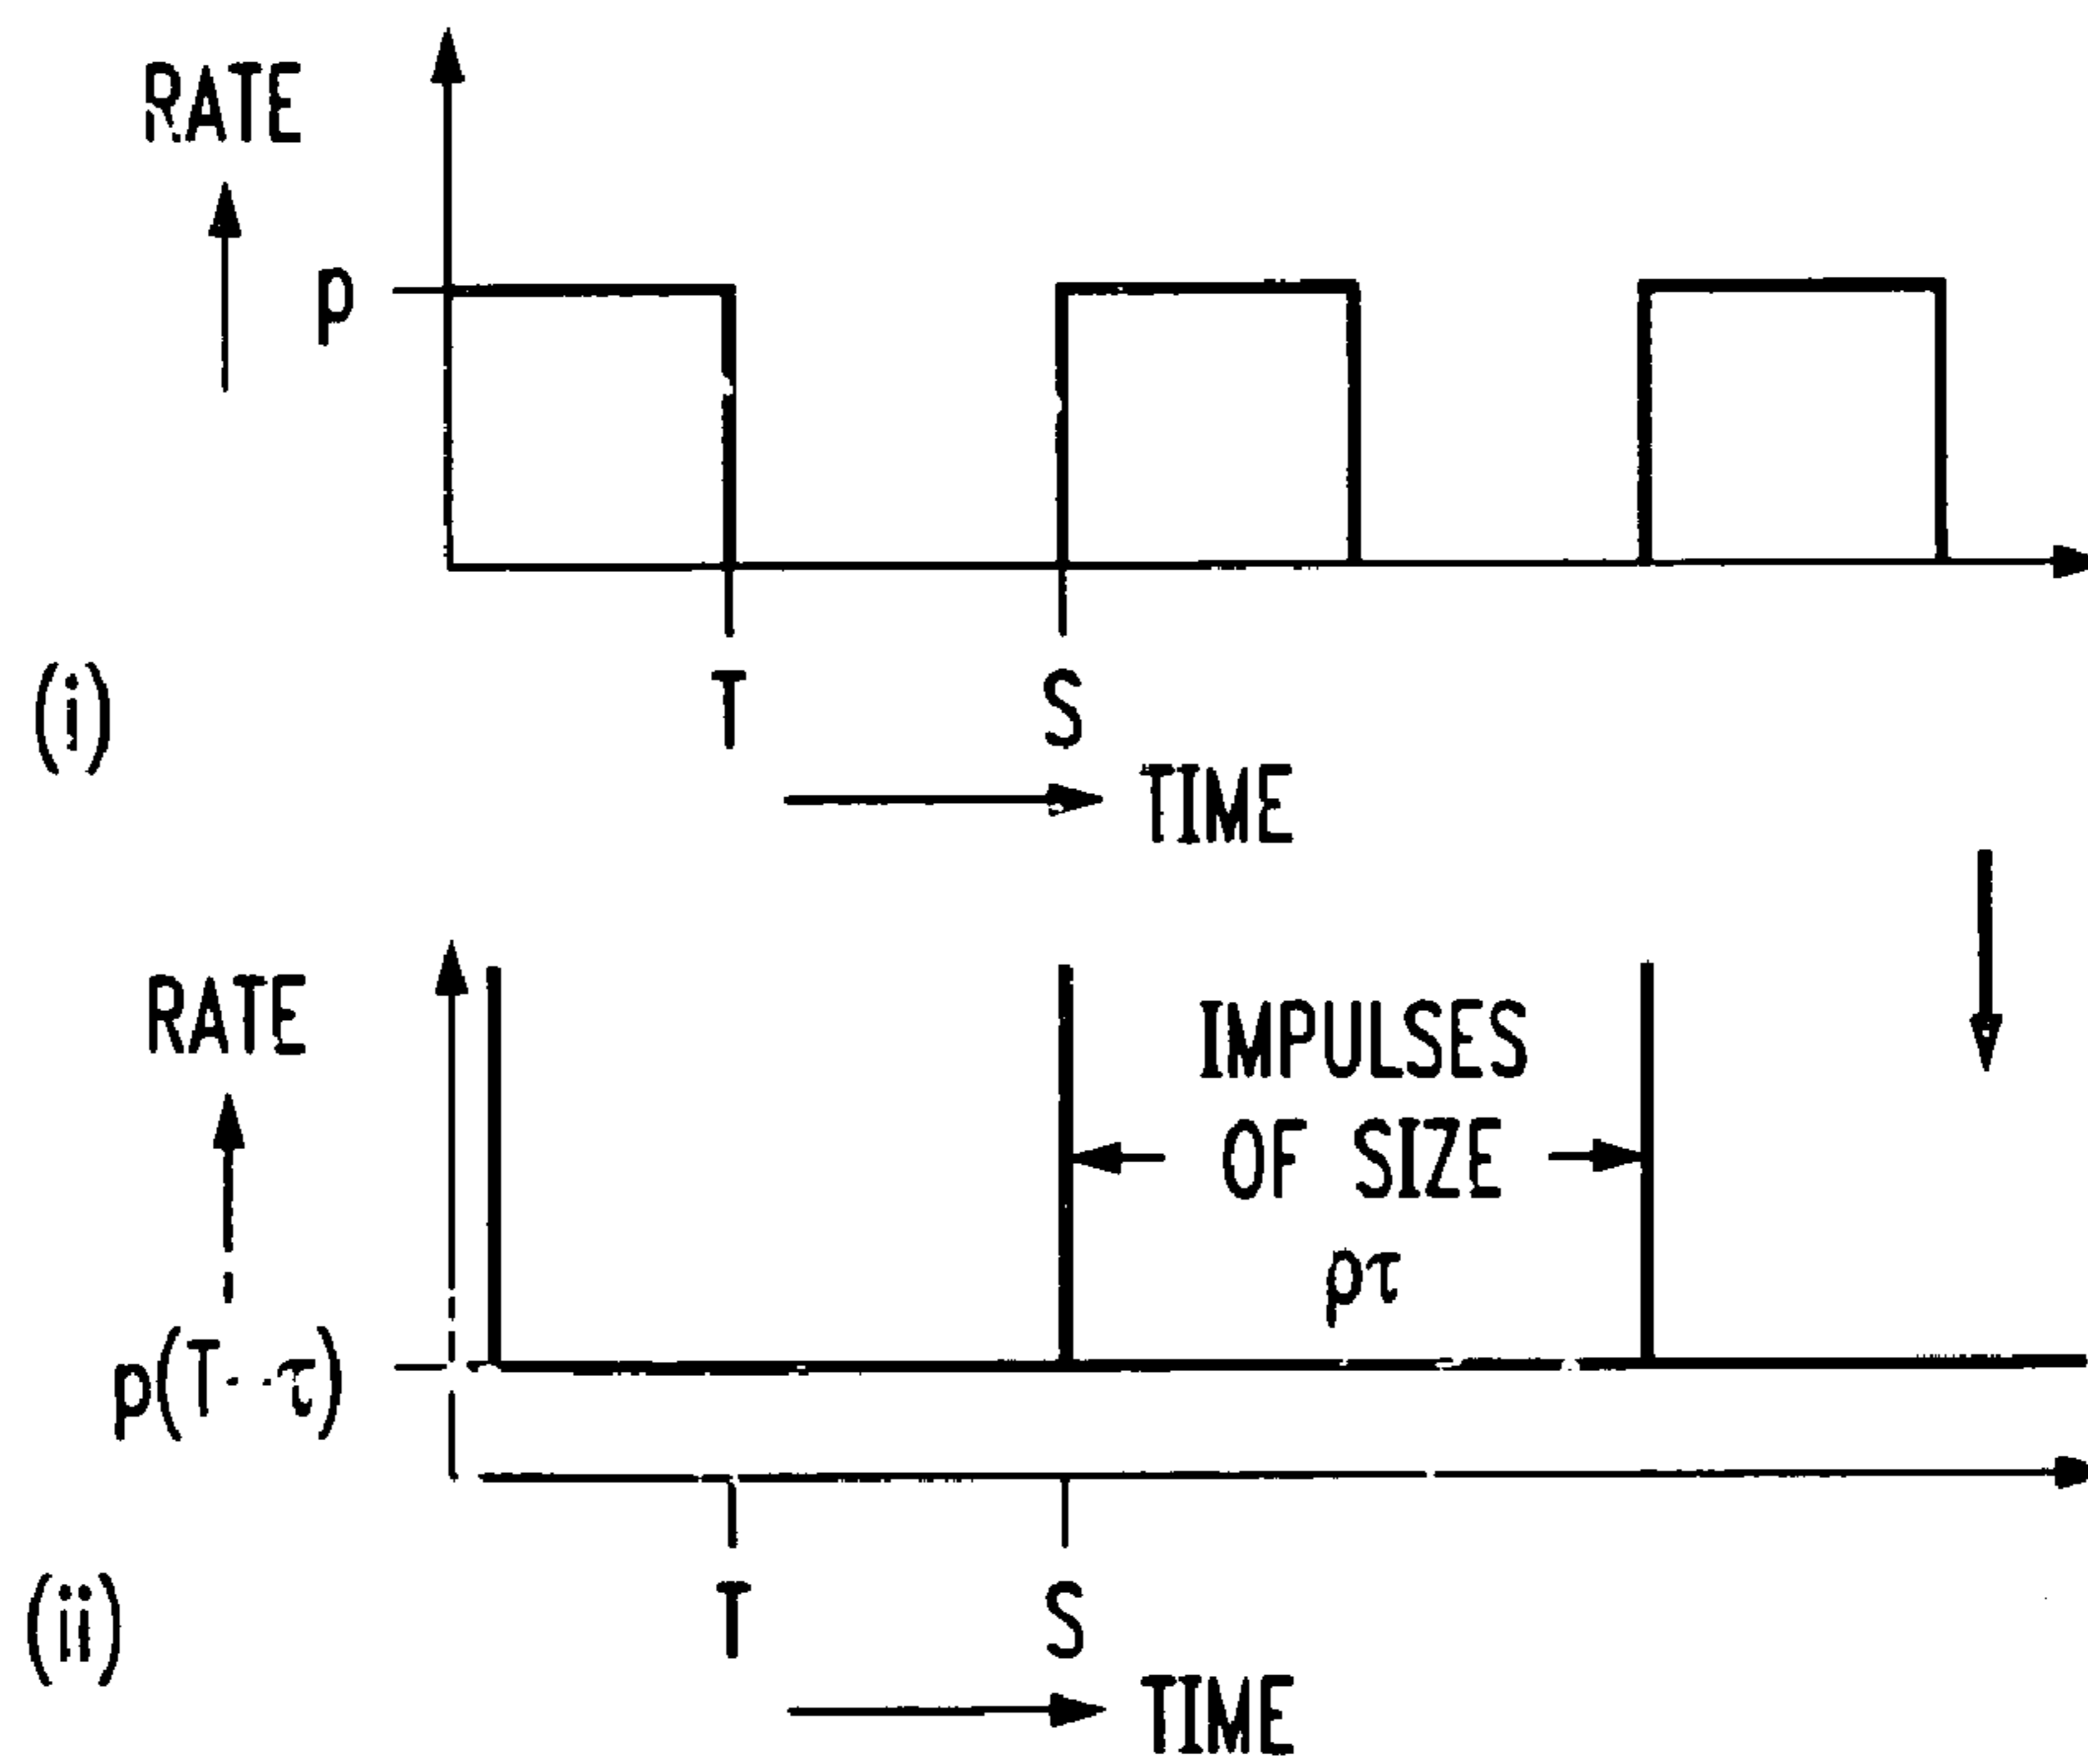 RATE
p
T
S
(i)
TIME
RATE
IMPULSES
OF SIZE
pτ
p(T--τ)
T
S
(ii)
TIME